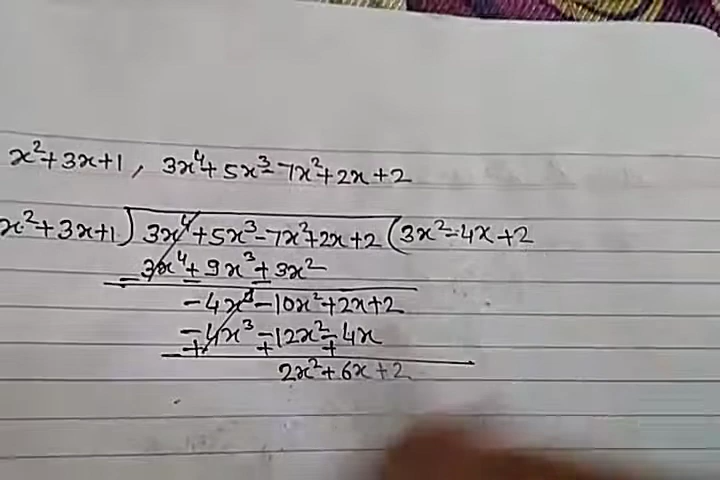 x²+3x+1, 3x⁴+5x³-7x²+2x+2
x²+3x+1) 3x⁴+5x³-7x²+2x+2 (3x²-4x+2
3x⁴+9x³+3x²
- - -
-4x³-10x²+2x+2
-4x³-12x²-4x
+ + +
2x²+6x+2